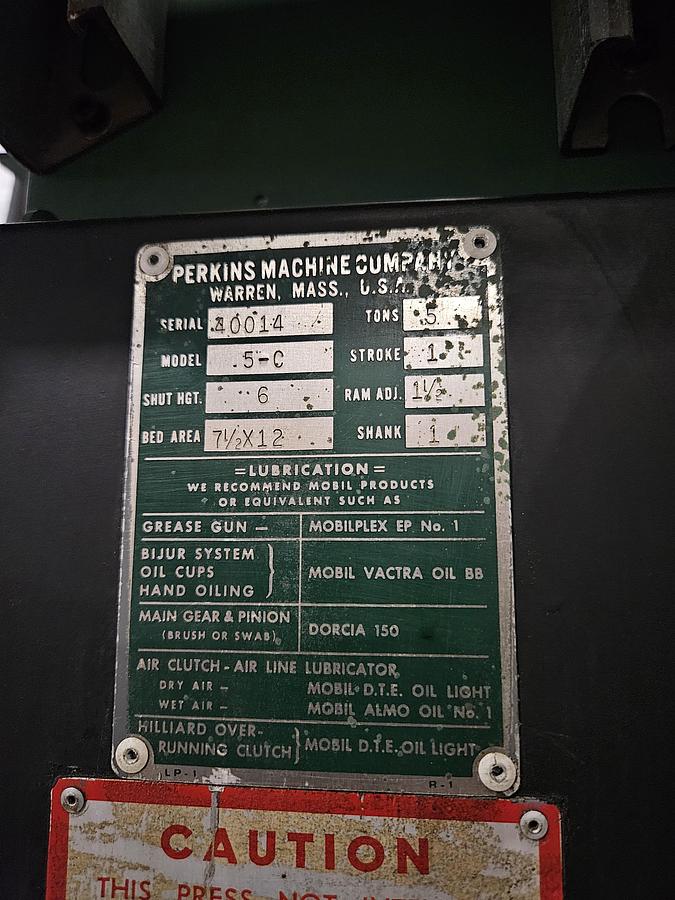 PERKINS MACHINE COMPANY
WARREN, MASS., U.S.A.
SERIAL 40014 TONS 5
MODEL 5-C STROKE 1
SHUT HGT. 6 RAM ADJ. 1½
BED AREA 7½X12 SHANK 1
=LUBRICATION=
WE RECOMMEND MOBIL PRODUCTS
OR EQUIVALENT SUCH AS
GREASE GUN — MOBILPLEX EP No. 1
BIJUR SYSTEM
OIL CUPS MOBIL VACTRA OIL BB
HAND OILING
MAIN GEAR & PINION
(BRUSH OR SWAB) DORCIA 150
AIR CLUTCH - AIR LINE LUBRICATOR
DRY AIR — MOBIL D.T.E. OIL LIGHT
WET AIR — MOBIL ALMO OIL No. 1
HILLIARD OVER-
RUNNING CLUTCH MOBIL D.T.E. OIL LIGHT
LP-1 R-1
CAUTION
THIS PRESS NOT